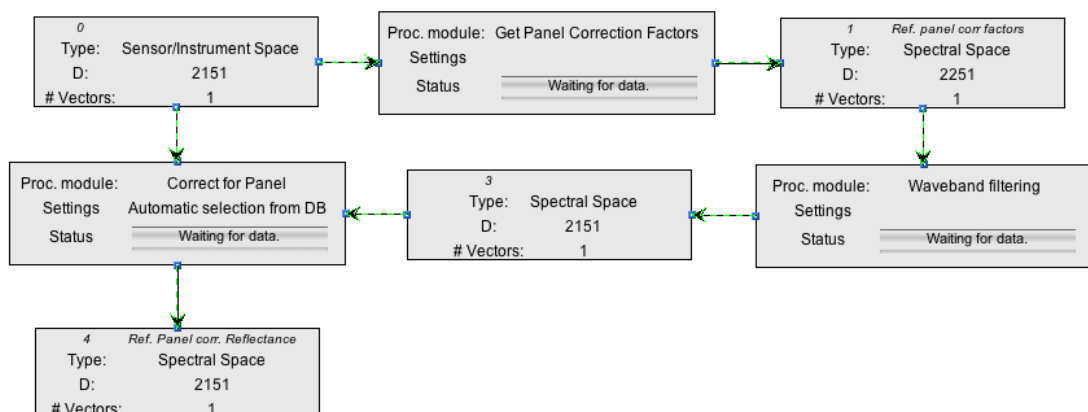 0
Type: Sensor/Instrument Space
D: 2151
# Vectors: 1
Proc. module: Get Panel Correction Factors
Settings
Status Waiting for data.
1 Ref. panel corr factors
Type: Spectral Space
D: 2251
# Vectors: 1
Proc. module: Correct for Panel
Settings Automatic selection from DB
Status Waiting for data.
3
Type: Spectral Space
D: 2151
# Vectors: 1
Proc. module: Waveband filtering
Settings
Status Waiting for data.
4 Ref. Panel corr. Reflectance
Type: Spectral Space
D: 2151
# Vectors: 1